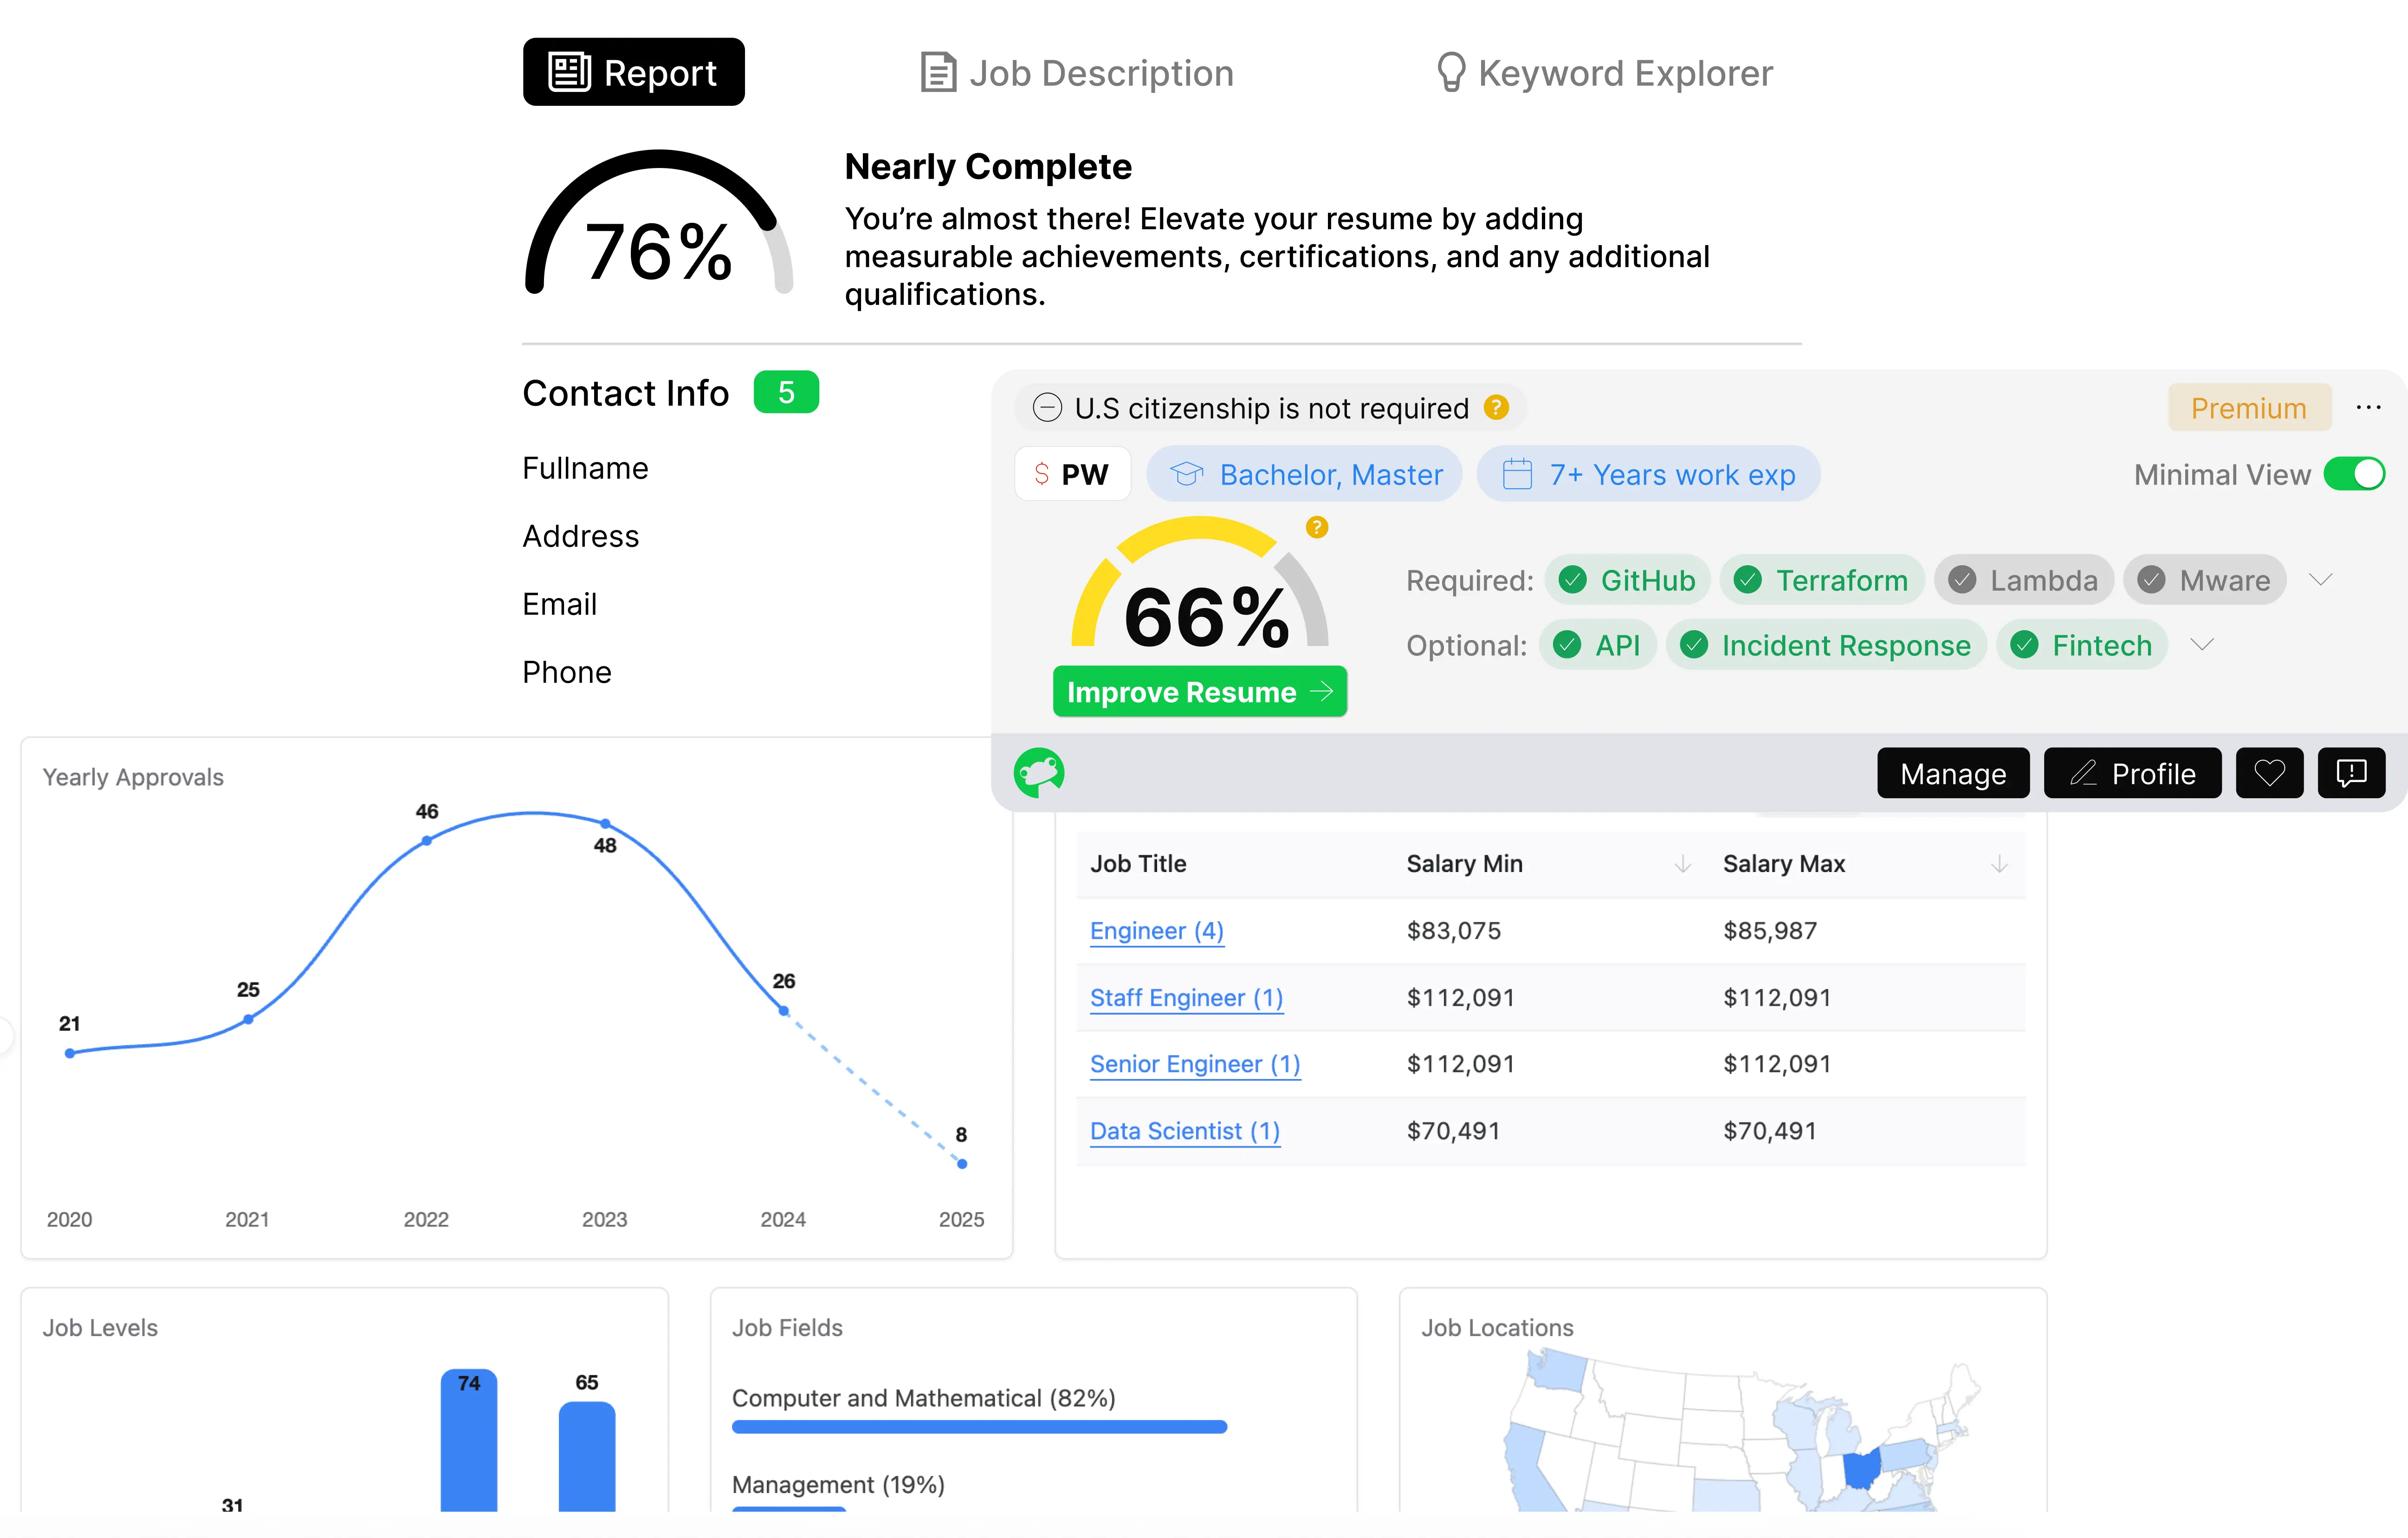 Report
Job Description
Keyword Explorer
76%
Nearly Complete
You’re almost there! Elevate your resume by adding
measurable achievements, certifications, and any additional
qualifications.
Contact Info 5
Fullname
Address
Email
Phone
U.S citizenship is not required ?
Premium ...
$ PW
Bachelor, Master
7+ Years work exp
Minimal View
?
66%
Improve Resume →
Required: GitHub Terraform Lambda Mware
Optional: API Incident Response Fintech
Manage
Profile
Yearly Approvals
21
25
46
48
26
8
2020 2021 2022 2023 2024 2025
Job Title Salary Min ↓ Salary Max ↓
Engineer (4) $83,075 $85,987
Staff Engineer (1) $112,091 $112,091
Senior Engineer (1) $112,091 $112,091
Data Scientist (1) $70,491 $70,491
Job Levels
31
74
65
Job Fields
Computer and Mathematical (82%)
Management (19%)
Job Locations